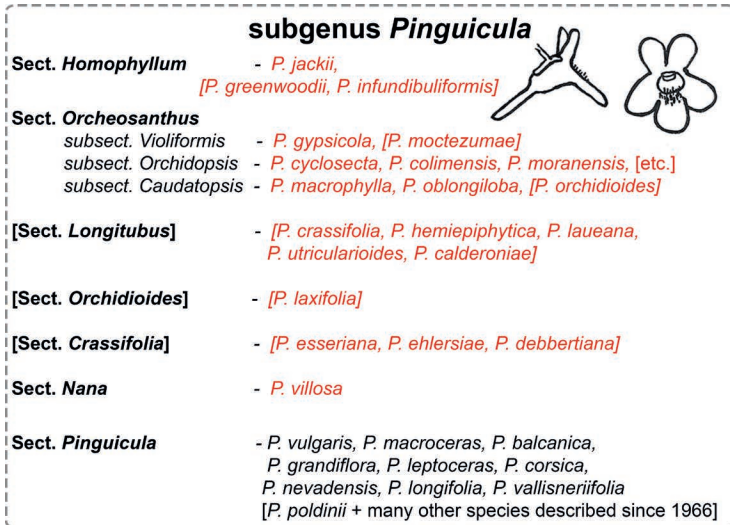 subgenus Pinguicula
Sect. Homophyllum - P. jackii,
[P. greenwoodii, P. infundibuliformis]
Sect. Orcheosanthus
subsect. Violiformis - P. gypsicola, [P. moctezumae]
subsect. Orchidopsis - P. cyclosecta, P. colimensis, P. moranensis, [etc.]
subsect. Caudatopsis - P. macrophylla, P. oblongiloba, [P. orchidioides]
[Sect. Longitubus] - [P. crassifolia, P. hemiepiphytica, P. laueana,
P. utricularioides, P. calderoniae]
[Sect. Orchidioides] - [P. laxifolia]
[Sect. Crassifolia] - [P. esseriana, P. ehlersiae, P. debbertiana]
Sect. Nana - P. villosa
Sect. Pinguicula - P. vulgaris, P. macroceras, P. balcanica,
P. grandiflora, P. leptoceras, P. corsica,
P. nevadensis, P. longifolia, P. vallisneriifolia
[P. poldinii + many other species described since 1966]